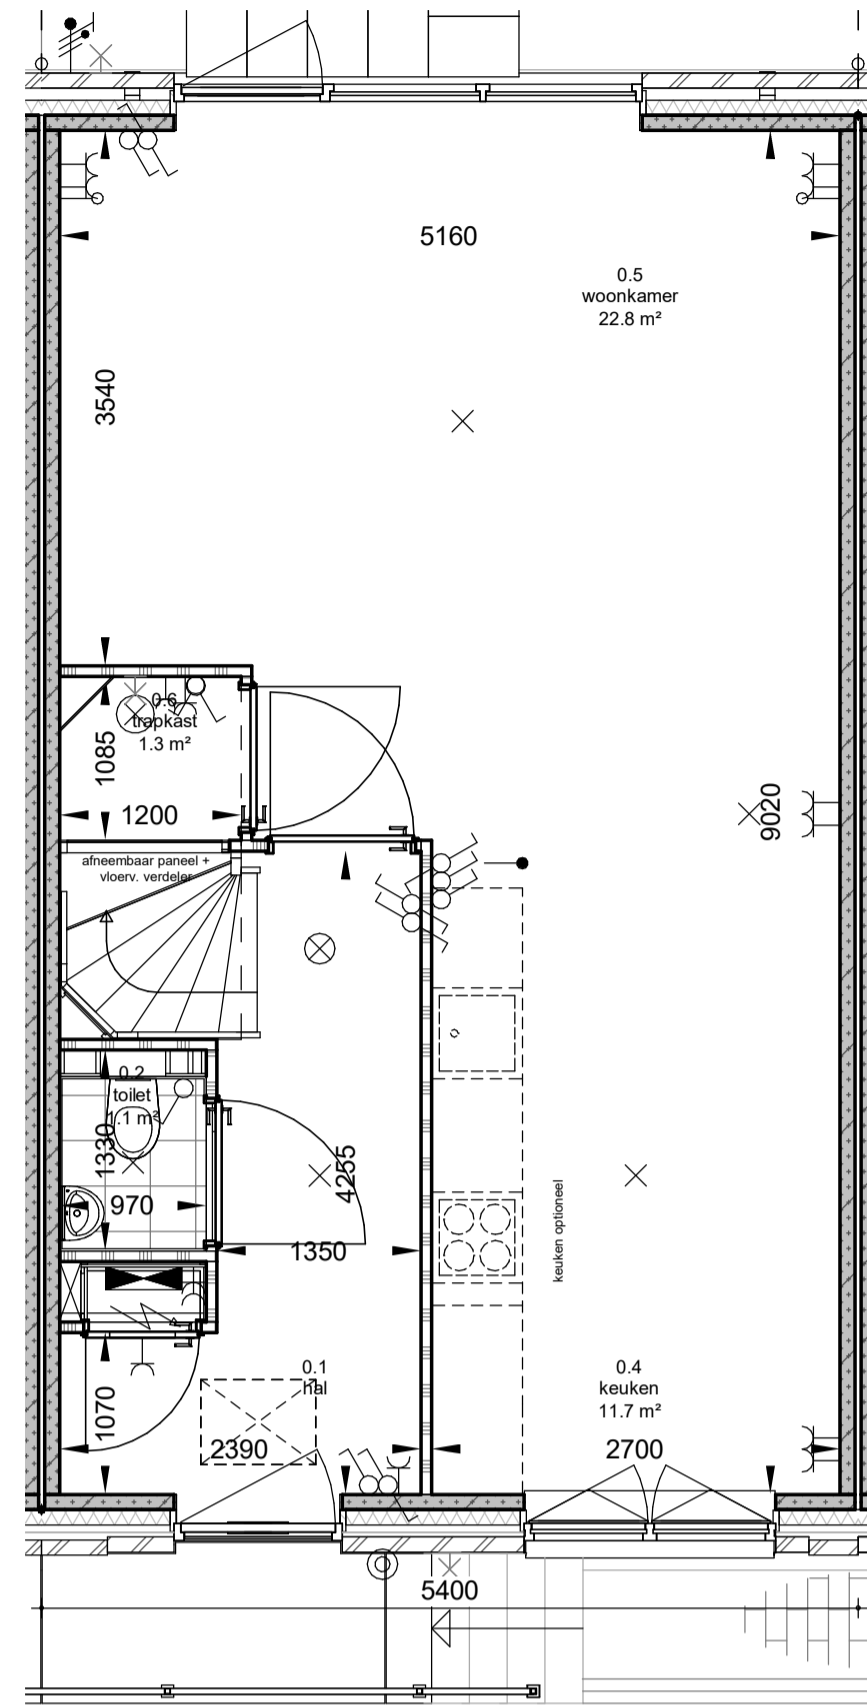 5160
0.5
woonkamer
22.8 m²
3540
0.6
trapkast
1.3 m²
1085
1200
9020
afneembaar paneel +
vloerv. verdeler
0.2
toilet
1.1 m²
1330
970
4255
1350
keuken optioneel
0.1
hal
0.4
keuken
11.7 m²
1070
2390
2700
5400